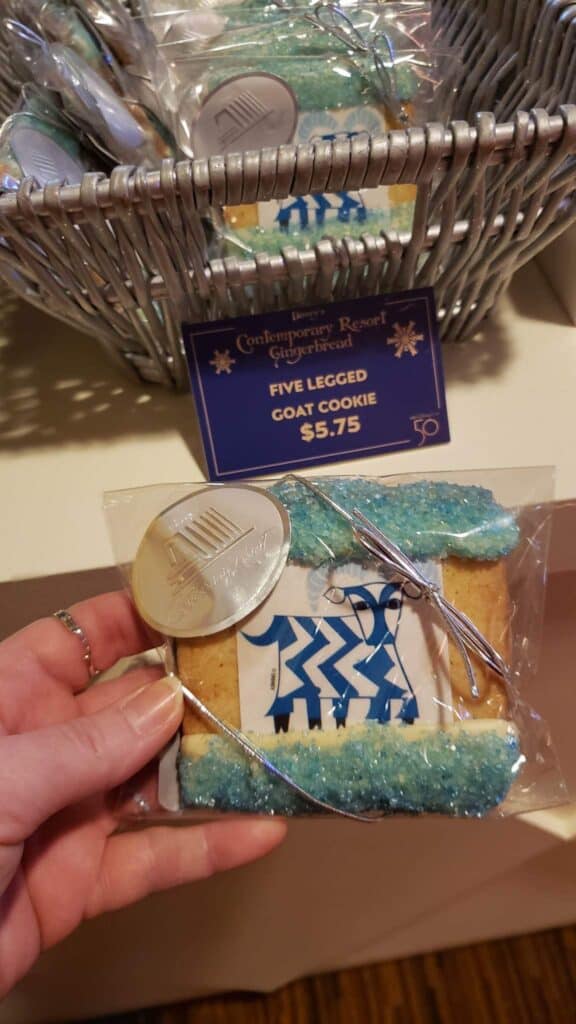 Disney's
Contemporary Resort
Gingerbread
FIVE LEGGED
GOAT COOKIE
$5.75
50